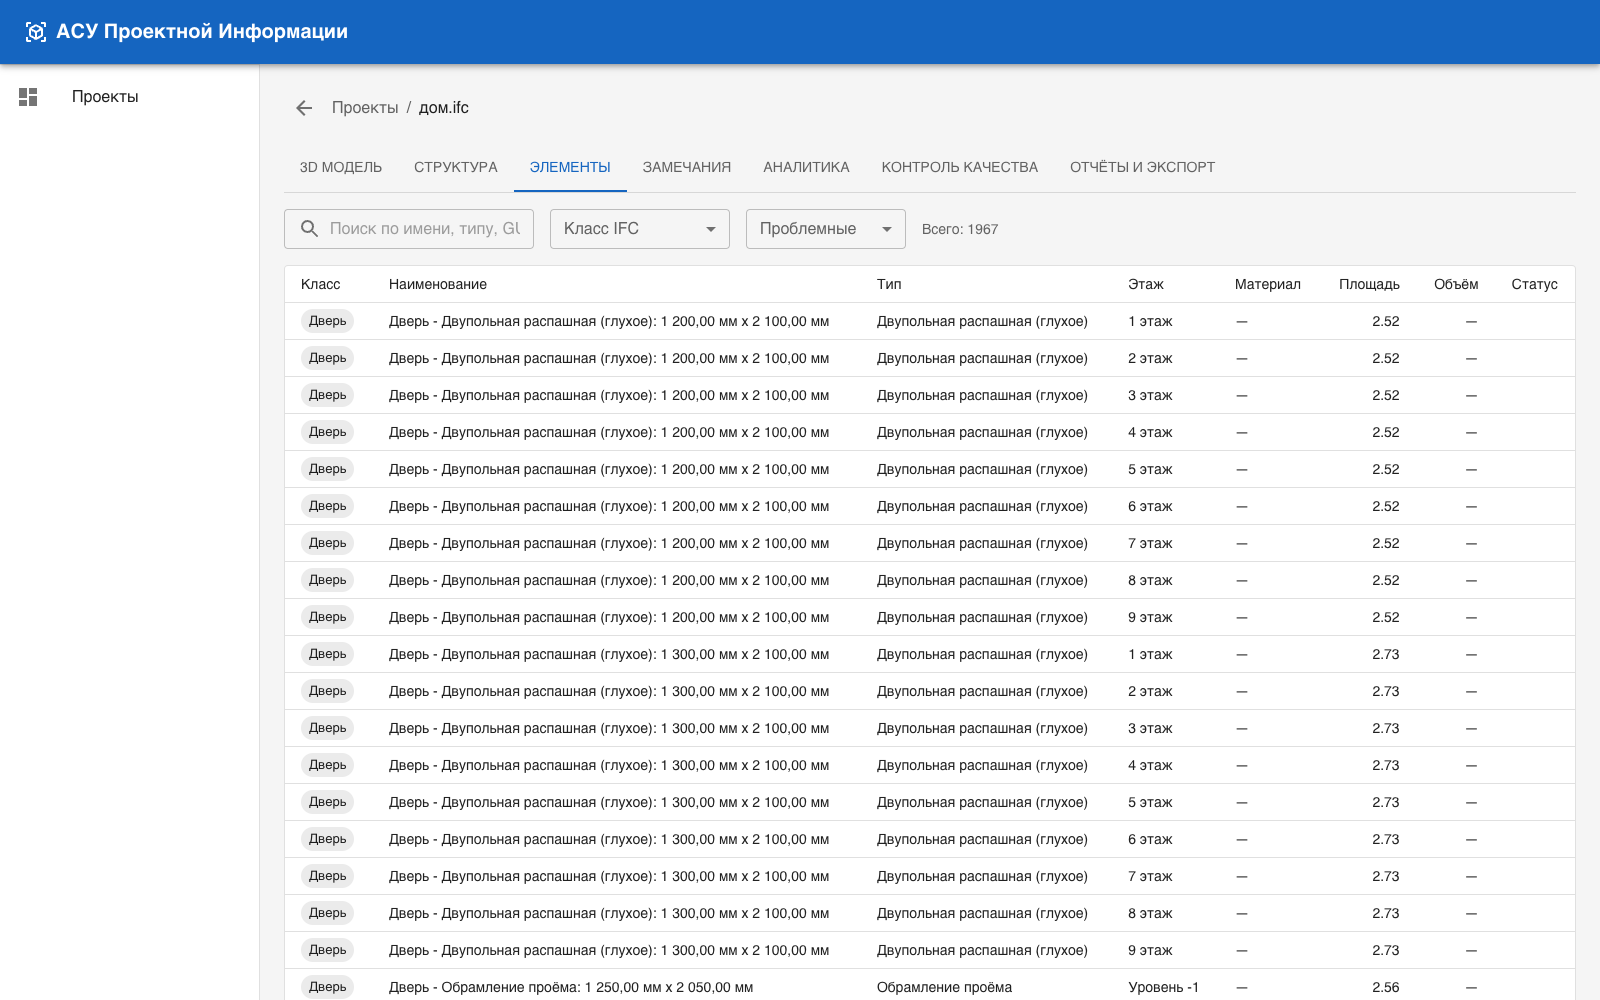 АСУ Проектной Информации
Проекты
Проекты / дом.ifc
3D МОДЕЛЬ СТРУКТУРА ЭЛЕМЕНТЫ ЗАМЕЧАНИЯ АНАЛИТИКА КОНТРОЛЬ КАЧЕСТВА ОТЧЁТЫ И ЭКСПОРТ
Поиск по имени, типу, GU Класс IFC Проблемные Всего: 1967
Класс Наименование Тип Этаж Материал Площадь Объём Статус
Дверь Дверь - Двупольная распашная (глухое): 1 200,00 мм x 2 100,00 мм Двупольная распашная (глухое) 1 этаж — 2.52 —
Дверь Дверь - Двупольная распашная (глухое): 1 200,00 мм x 2 100,00 мм Двупольная распашная (глухое) 2 этаж — 2.52 —
Дверь Дверь - Двупольная распашная (глухое): 1 200,00 мм x 2 100,00 мм Двупольная распашная (глухое) 3 этаж — 2.52 —
Дверь Дверь - Двупольная распашная (глухое): 1 200,00 мм x 2 100,00 мм Двупольная распашная (глухое) 4 этаж — 2.52 —
Дверь Дверь - Двупольная распашная (глухое): 1 200,00 мм x 2 100,00 мм Двупольная распашная (глухое) 5 этаж — 2.52 —
Дверь Дверь - Двупольная распашная (глухое): 1 200,00 мм x 2 100,00 мм Двупольная распашная (глухое) 6 этаж — 2.52 —
Дверь Дверь - Двупольная распашная (глухое): 1 200,00 мм x 2 100,00 мм Двупольная распашная (глухое) 7 этаж — 2.52 —
Дверь Дверь - Двупольная распашная (глухое): 1 200,00 мм x 2 100,00 мм Двупольная распашная (глухое) 8 этаж — 2.52 —
Дверь Дверь - Двупольная распашная (глухое): 1 200,00 мм x 2 100,00 мм Двупольная распашная (глухое) 9 этаж — 2.52 —
Дверь Дверь - Двупольная распашная (глухое): 1 300,00 мм x 2 100,00 мм Двупольная распашная (глухое) 1 этаж — 2.73 —
Дверь Дверь - Двупольная распашная (глухое): 1 300,00 мм x 2 100,00 мм Двупольная распашная (глухое) 2 этаж — 2.73 —
Дверь Дверь - Двупольная распашная (глухое): 1 300,00 мм x 2 100,00 мм Двупольная распашная (глухое) 3 этаж — 2.73 —
Дверь Дверь - Двупольная распашная (глухое): 1 300,00 мм x 2 100,00 мм Двупольная распашная (глухое) 4 этаж — 2.73 —
Дверь Дверь - Двупольная распашная (глухое): 1 300,00 мм x 2 100,00 мм Двупольная распашная (глухое) 5 этаж — 2.73 —
Дверь Дверь - Двупольная распашная (глухое): 1 300,00 мм x 2 100,00 мм Двупольная распашная (глухое) 6 этаж — 2.73 —
Дверь Дверь - Двупольная распашная (глухое): 1 300,00 мм x 2 100,00 мм Двупольная распашная (глухое) 7 этаж — 2.73 —
Дверь Дверь - Двупольная распашная (глухое): 1 300,00 мм x 2 100,00 мм Двупольная распашная (глухое) 8 этаж — 2.73 —
Дверь Дверь - Двупольная распашная (глухое): 1 300,00 мм x 2 100,00 мм Двупольная распашная (глухое) 9 этаж — 2.73 —
Дверь Дверь - Обрамление проёма: 1 250,00 мм x 2 050,00 мм Обрамление проёма Уровень -1 — 2.56 —